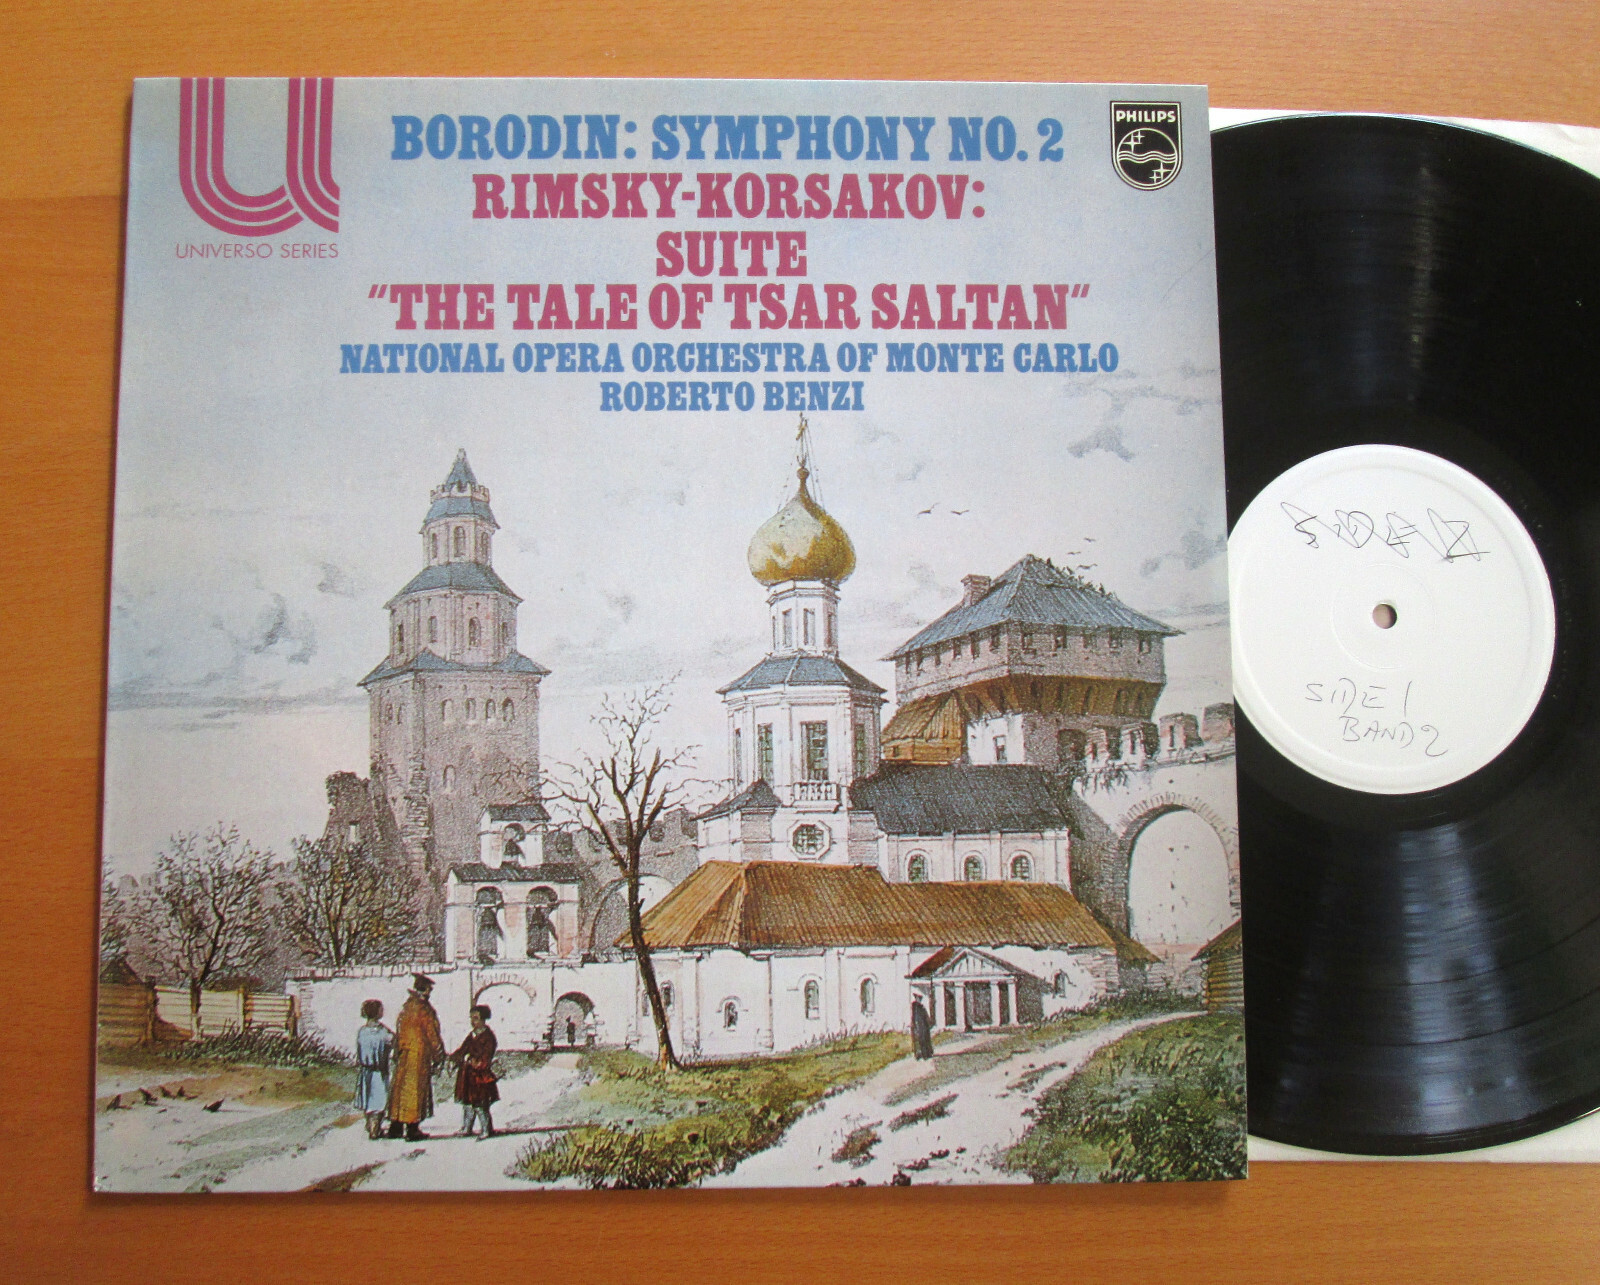 UNIVERSO SERIES
PHILIPS
BORODIN: SYMPHONY NO. 2
RIMSKY-KORSAKOV:
SUITE
"THE TALE OF TSAR SALTAN"
NATIONAL OPERA ORCHESTRA OF MONTE CARLO
ROBERTO BENZI
SIDE 1
BAND 2